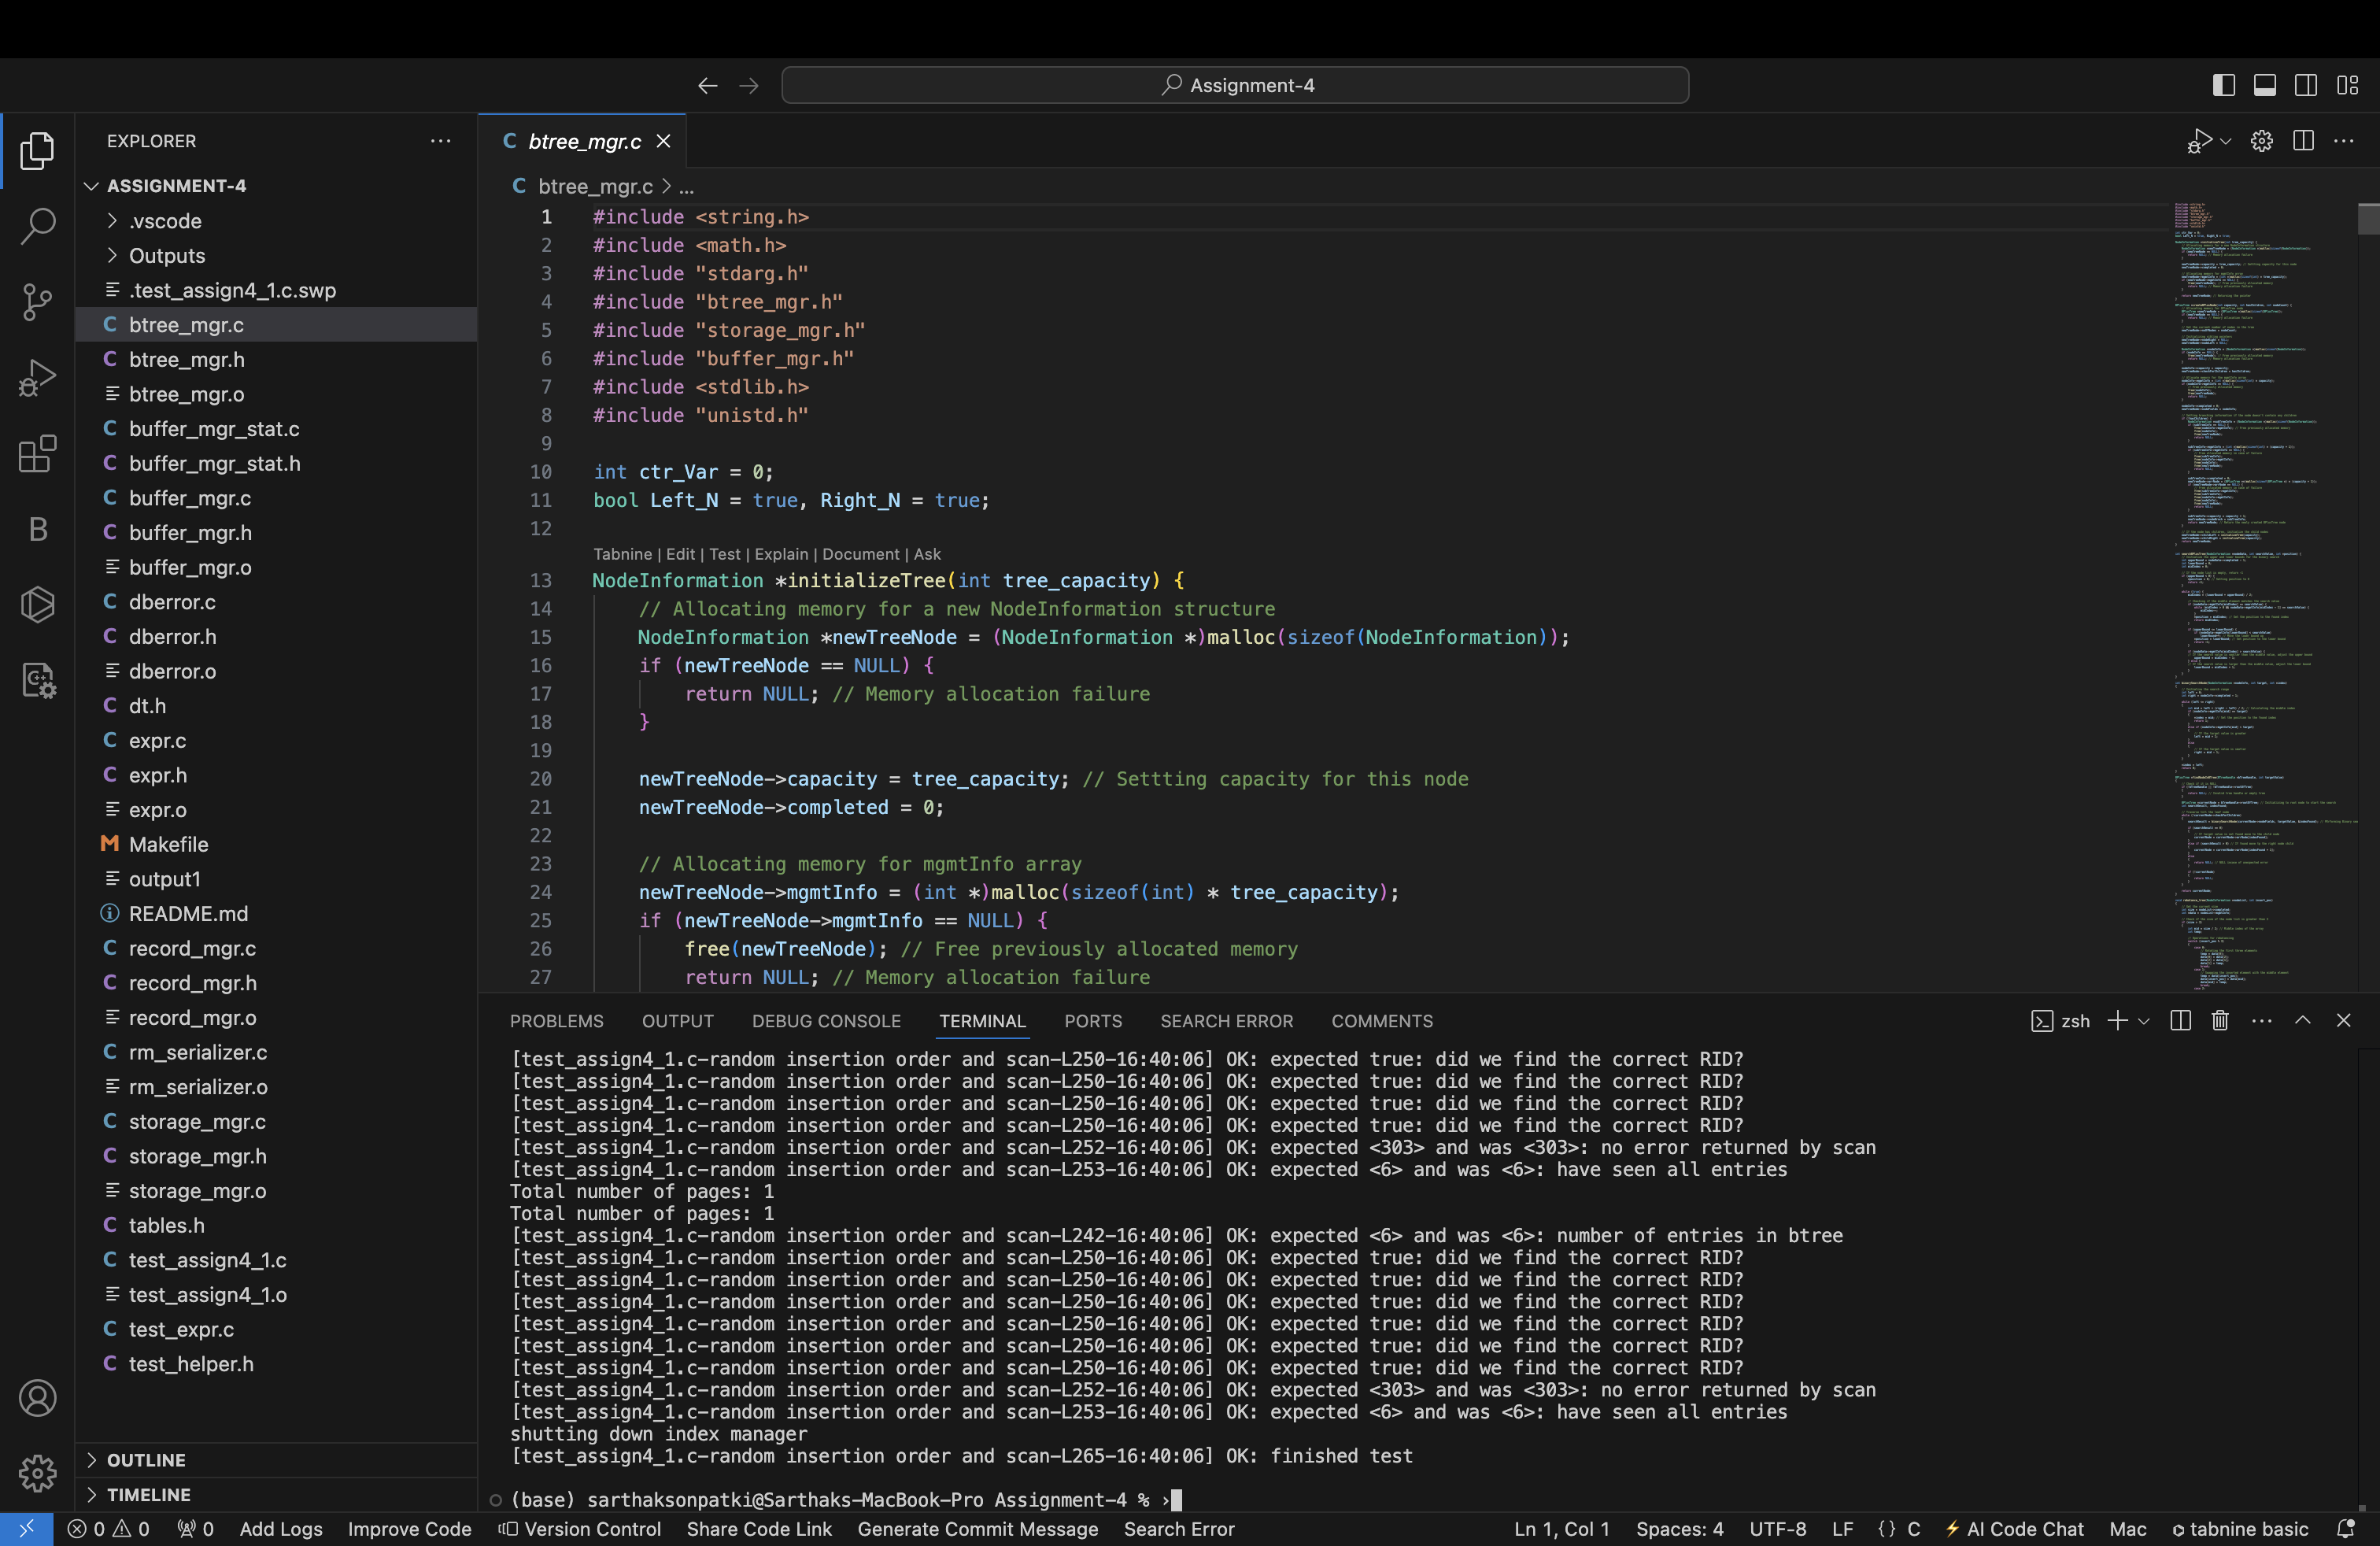 Assignment-4
EXPLORER
ASSIGNMENT-4
.vscode
Outputs
.test_assign4_1.c.swp
C btree_mgr.c
C btree_mgr.h
btree_mgr.o
C buffer_mgr_stat.c
C buffer_mgr_stat.h
C buffer_mgr.c
C buffer_mgr.h
buffer_mgr.o
C dberror.c
C dberror.h
dberror.o
C dt.h
C expr.c
C expr.h
expr.o
M Makefile
output1
README.md
C record_mgr.c
C record_mgr.h
record_mgr.o
C rm_serializer.c
rm_serializer.o
C storage_mgr.c
C storage_mgr.h
storage_mgr.o
C tables.h
C test_assign4_1.c
test_assign4_1.o
C test_expr.c
C test_helper.h
OUTLINE
TIMELINE
C btree_mgr.c
C btree_mgr.c > ...
1 #include <string.h>
2 #include <math.h>
3 #include "stdarg.h"
4 #include "btree_mgr.h"
5 #include "storage_mgr.h"
6 #include "buffer_mgr.h"
7 #include <stdlib.h>
8 #include "unistd.h"
9
10 int ctr_Var = 0;
11 bool Left_N = true, Right_N = true;
12
Tabnine | Edit | Test | Explain | Document | Ask
13 NodeInformation *initializeTree(int tree_capacity) {
14 // Allocating memory for a new NodeInformation structure
15 NodeInformation *newTreeNode = (NodeInformation *)malloc(sizeof(NodeInformation));
16 if (newTreeNode == NULL) {
17 return NULL; // Memory allocation failure
18 }
19
20 newTreeNode->capacity = tree_capacity; // Settting capacity for this node
21 newTreeNode->completed = 0;
22
23 // Allocating memory for mgmtInfo array
24 newTreeNode->mgmtInfo = (int *)malloc(sizeof(int) * tree_capacity);
25 if (newTreeNode->mgmtInfo == NULL) {
26 free(newTreeNode); // Free previously allocated memory
27 return NULL; // Memory allocation failure
PROBLEMS OUTPUT DEBUG CONSOLE TERMINAL PORTS SEARCH ERROR COMMENTS
zsh
[test_assign4_1.c-random insertion order and scan-L250-16:40:06] OK: expected true: did we find the correct RID?
[test_assign4_1.c-random insertion order and scan-L250-16:40:06] OK: expected true: did we find the correct RID?
[test_assign4_1.c-random insertion order and scan-L250-16:40:06] OK: expected true: did we find the correct RID?
[test_assign4_1.c-random insertion order and scan-L250-16:40:06] OK: expected true: did we find the correct RID?
[test_assign4_1.c-random insertion order and scan-L252-16:40:06] OK: expected <303> and was <303>: no error returned by scan
[test_assign4_1.c-random insertion order and scan-L253-16:40:06] OK: expected <6> and was <6>: have seen all entries
Total number of pages: 1
Total number of pages: 1
[test_assign4_1.c-random insertion order and scan-L242-16:40:06] OK: expected <6> and was <6>: number of entries in btree
[test_assign4_1.c-random insertion order and scan-L250-16:40:06] OK: expected true: did we find the correct RID?
[test_assign4_1.c-random insertion order and scan-L250-16:40:06] OK: expected true: did we find the correct RID?
[test_assign4_1.c-random insertion order and scan-L250-16:40:06] OK: expected true: did we find the correct RID?
[test_assign4_1.c-random insertion order and scan-L250-16:40:06] OK: expected true: did we find the correct RID?
[test_assign4_1.c-random insertion order and scan-L250-16:40:06] OK: expected true: did we find the correct RID?
[test_assign4_1.c-random insertion order and scan-L250-16:40:06] OK: expected true: did we find the correct RID?
[test_assign4_1.c-random insertion order and scan-L252-16:40:06] OK: expected <303> and was <303>: no error returned by scan
[test_assign4_1.c-random insertion order and scan-L253-16:40:06] OK: expected <6> and was <6>: have seen all entries
shutting down index manager
[test_assign4_1.c-random insertion order and scan-L265-16:40:06] OK: finished test
(base) sarthaksonpatki@Sarthaks-MacBook-Pro Assignment-4 % ›
0 0 0 Add Logs Improve Code Version Control Share Code Link Generate Commit Message Search Error Ln 1, Col 1 Spaces: 4 UTF-8 LF {} C AI Code Chat Mac tabnine basic